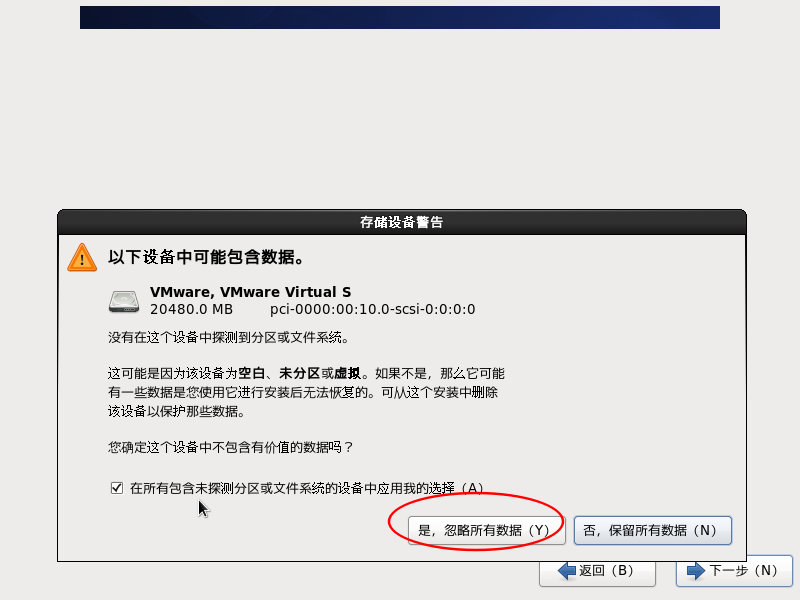 存储设备警告
以下设备中可能包含数据。
VMware, VMware Virtual S
20480.0 MB pci-0000:00:10.0-scsi-0:0:0:0
没有在这个设备中探测到分区或文件系统。
这可能是因为该设备为空白、未分区或虚拟。如果不是，那么它可能
有一些数据是您使用它进行安装后无法恢复的。可从这个安装中删除
该设备以保护那些数据。
您确定这个设备中不包含有价值的数据吗？
在所有包含未探测分区或文件系统的设备中应用我的选择（A）
是，忽略所有数据（Y） 否，保留所有数据（N）
返回（B） 下一步（N）